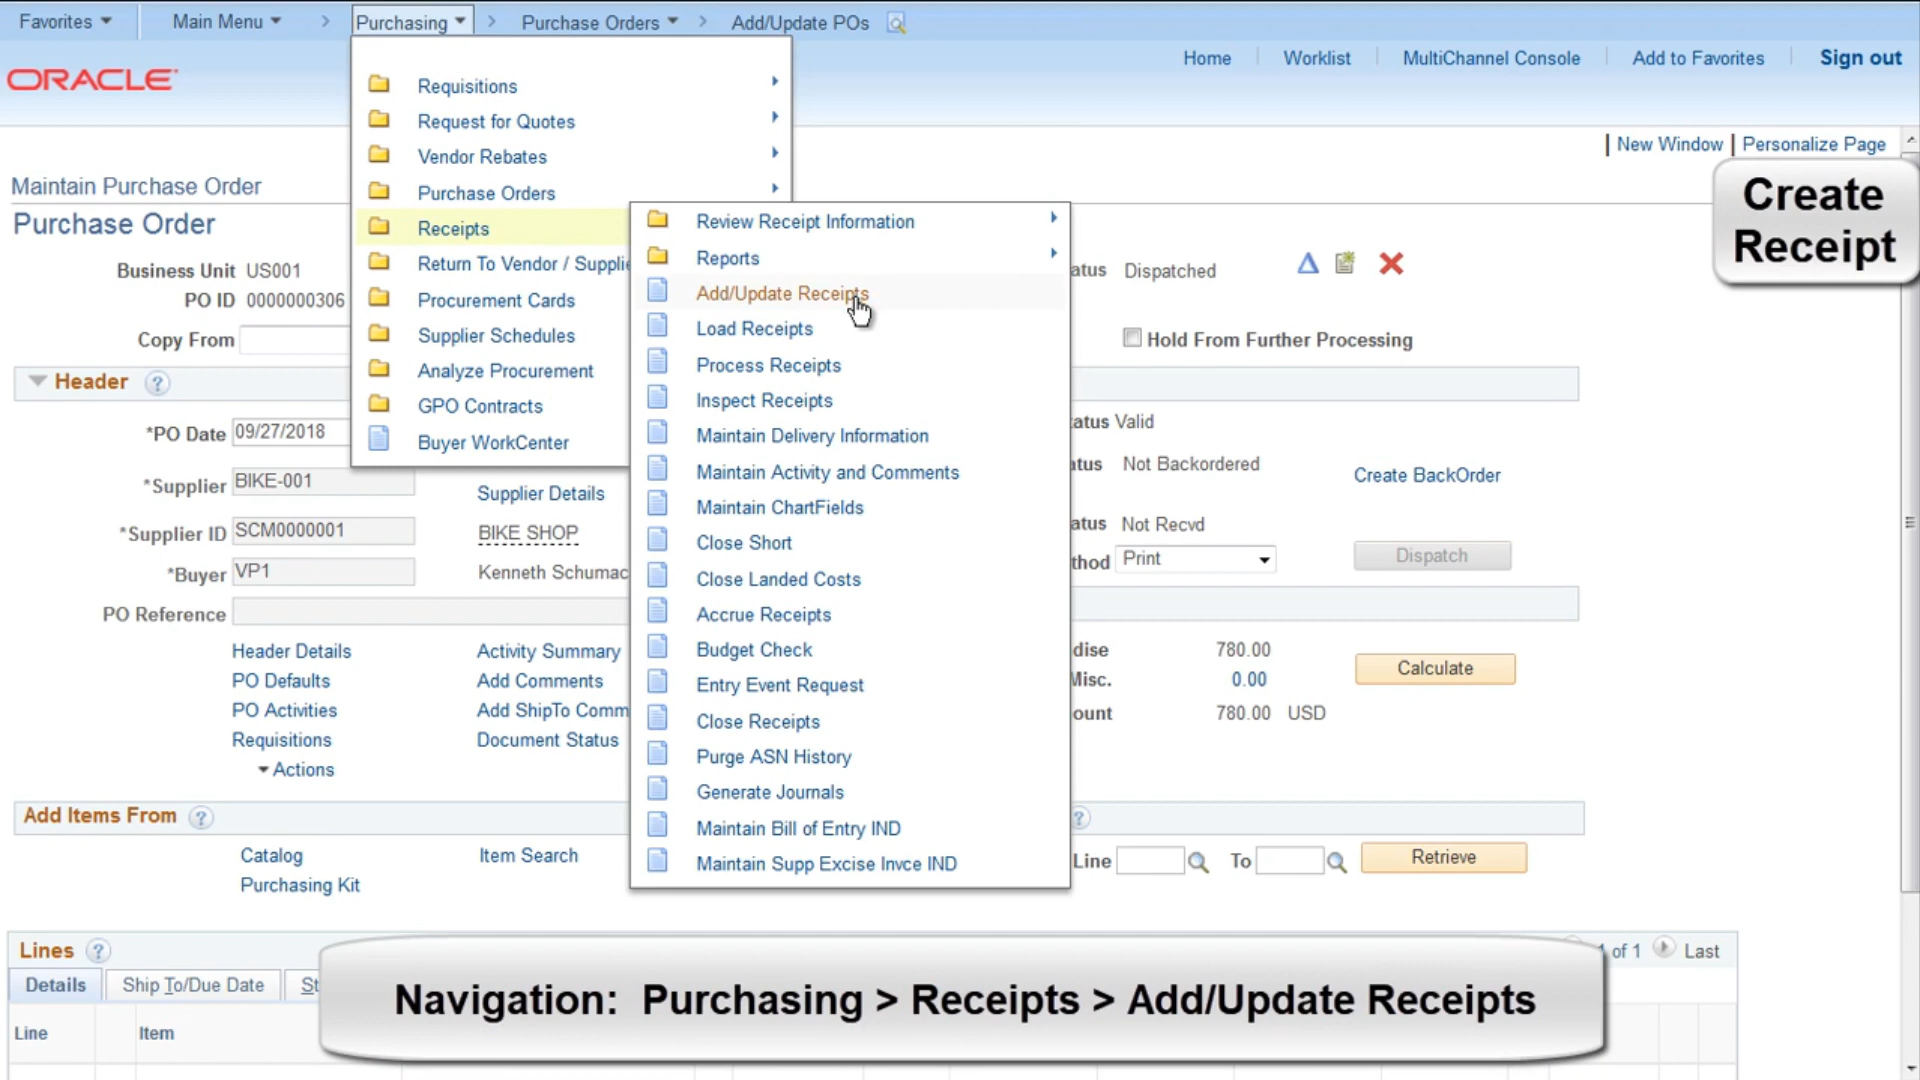 Favorites Main Menu > Purchasing > Purchase Orders > Add/Update POs
Home Worklist MultiChannel Console Add to Favorites Sign out
ORACLE
New Window Personalize Page
Create
Receipt
Requisitions
Request for Quotes
Vendor Rebates
Purchase Orders
Receipts
Return To Vendor / Supplie
Procurement Cards
Supplier Schedules
Analyze Procurement
GPO Contracts
Buyer WorkCenter
Review Receipt Information
Reports
Add/Update Receipts
Load Receipts
Process Receipts
Inspect Receipts
Maintain Delivery Information
Maintain Activity and Comments
Maintain ChartFields
Close Short
Close Landed Costs
Accrue Receipts
Budget Check
Entry Event Request
Close Receipts
Purge ASN History
Generate Journals
Maintain Bill of Entry IND
Maintain Supp Excise Invce IND
Maintain Purchase Order
Purchase Order
Business Unit US001
PO ID 0000000306
Copy From
atus Dispatched
Hold From Further Processing
Header ?
*PO Date 09/27/2018
*Supplier BIKE-001
Supplier Details
*Supplier ID SCM0000001
BIKE SHOP
*Buyer VP1
Kenneth Schumac
PO Reference
atus Valid
atus Not Backordered
Create BackOrder
atus Not Recvd
thod Print
Dispatch
Header Details Activity Summary
PO Defaults Add Comments
PO Activities Add ShipTo Comm
Requisitions Document Status
Actions
dise 780.00
Calculate
Misc. 0.00
ount 780.00 USD
Add Items From ?
?
Catalog Item Search
Purchasing Kit
Line To Retrieve
Lines ?
1 of 1 Last
Details Ship To/Due Date St
Line Item
Navigation: Purchasing > Receipts > Add/Update Receipts